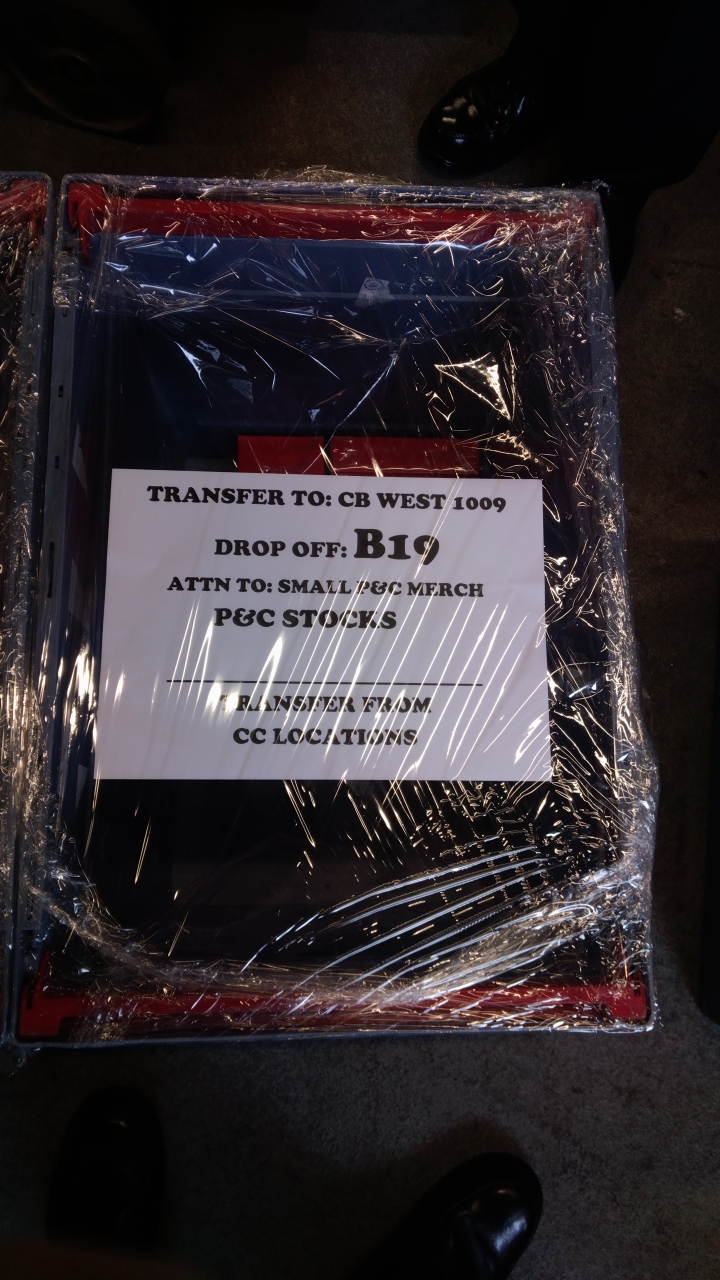 TRANSFER TO: CB WEST 1009
DROP OFF: B19
ATTN TO: SMALL P&C MERCH
P&C STOCKS
TRANSFER FROM
CC LOCATIONS